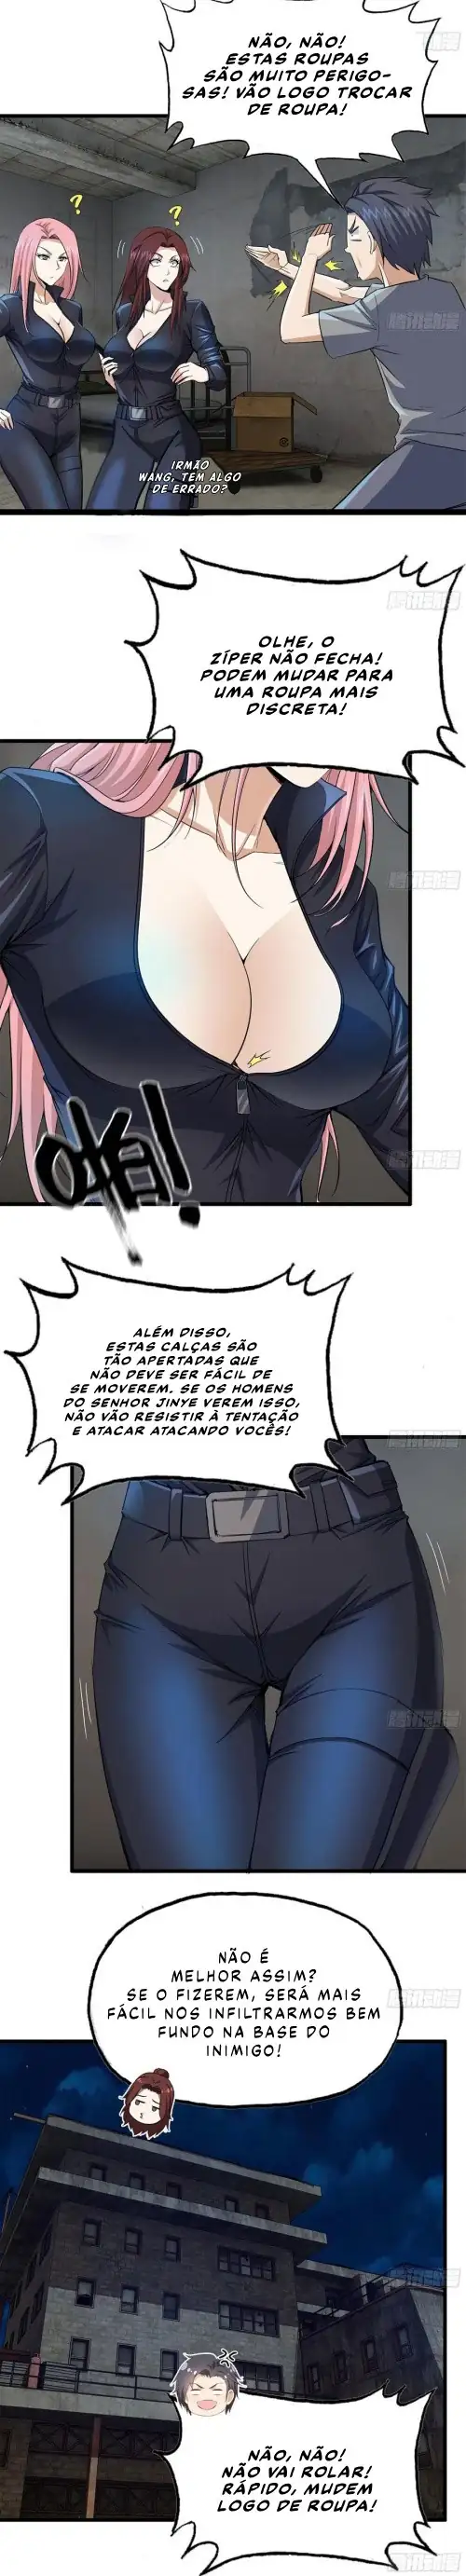 NÃO, NÃO!
ESTAS ROUPAS
SÃO MUITO PERIGO-
SAS! VÃO LOGO TROCAR
DE ROUPA!
?
?
IRMÃO
WANG, TEM ALGO
DE ERRADO?
OLHE, O
ZÍPER NÃO FECHA!
PODEM MUDAR PARA
UMA ROUPA MAIS
DISCRETA!
ALÉM DISSO,
ESTAS CALÇAS SÃO
TÃO APERTADAS QUE
NÃO DEVE SER FÁCIL DE
SE MOVEREM. SE OS HOMENS
DO SENHOR JINYE VEREM ISSO,
NÃO VÃO RESISTIR À TENTAÇÃO
E ATACAR ATACANDO VOCÊS!
NÃO É
MELHOR ASSIM?
SE O FIZEREM, SERÁ MAIS
FÁCIL NOS INFILTRARMOS BEM
FUNDO NA BASE DO
INIMIGO!
NÃO, NÃO!
NÃO VAI ROLAR!
RÁPIDO, MUDEM
LOGO DE ROUPA!